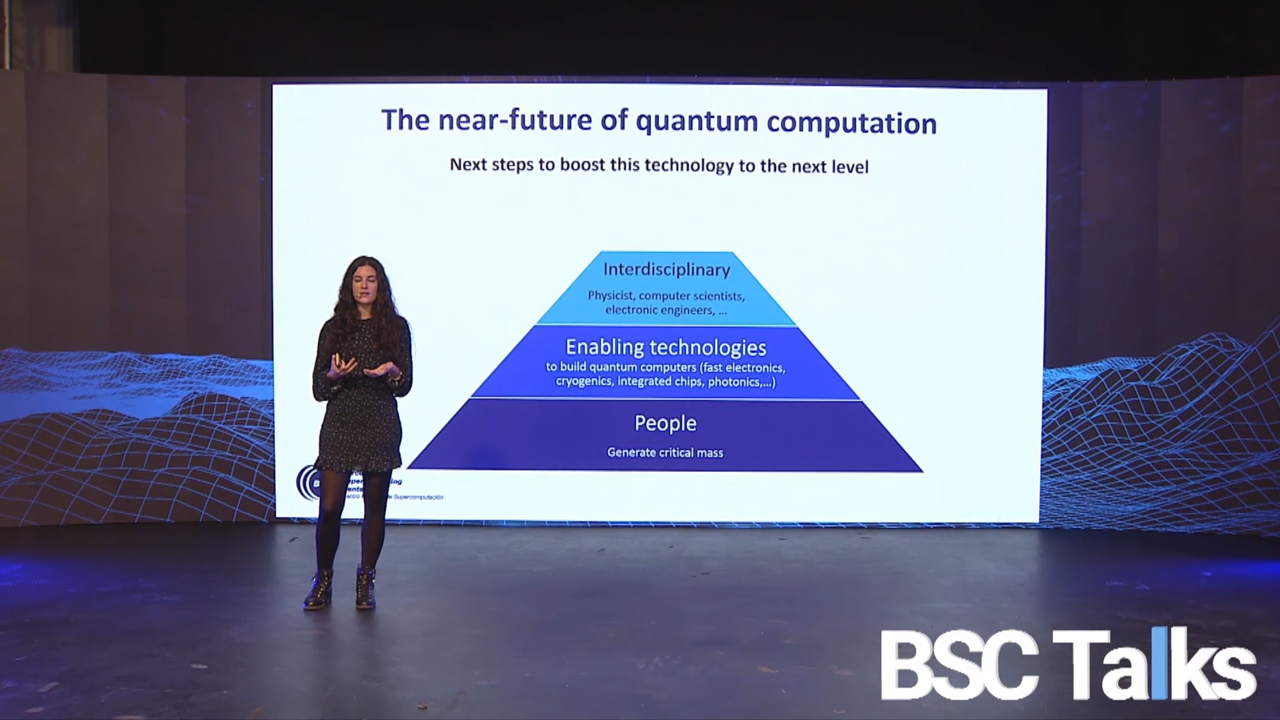 The near-future of quantum computation
Next steps to boost this technology to the next level
Interdisciplinary
Physicist, computer scientists,
electronic engineers, ...
Enabling technologies
to build quantum computers (fast electronics,
cryogenics, integrated chips, photonics,...)
People
Generate critical mass
Supercomputación
BSC Talks